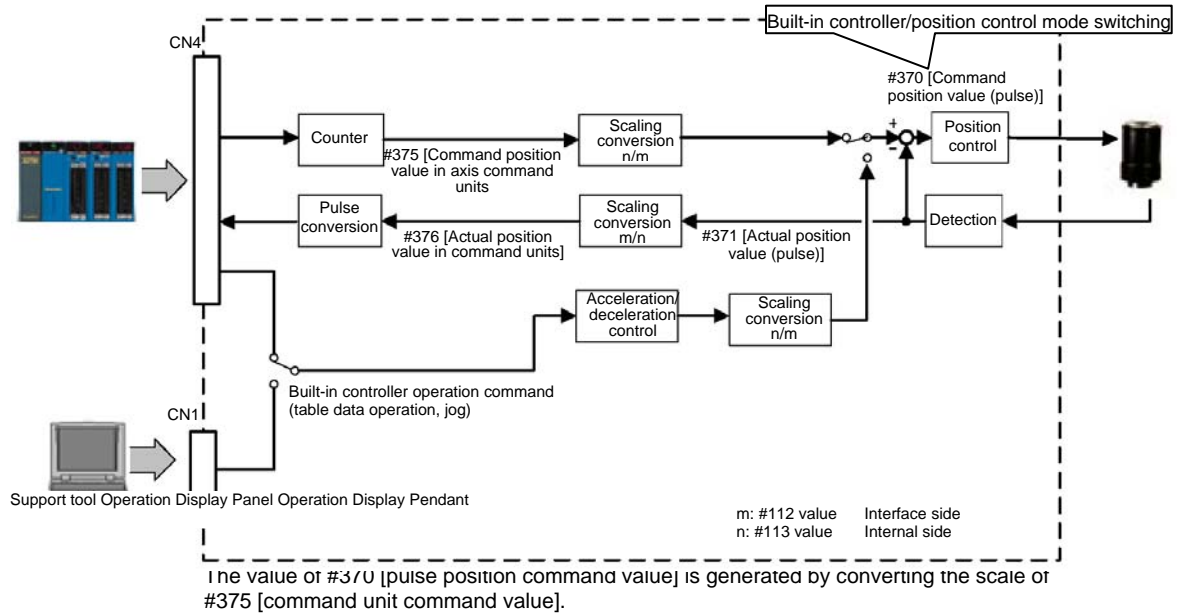 Built-in controller/position control mode switching
CN4
#370 [Command
position value (pulse)]
Counter
Scaling
conversion
n/m
+
-
Position
control
#375 [Command position
value in axis command
units
Pulse
conversion
Scaling
conversion
m/n
Detection
#376 [Actual position
value in command units]
#371 [Actual position
value (pulse)]
Acceleration/
deceleration
control
Scaling
conversion
n/m
Built-in controller operation command
(table data operation, jog)
CN1
Support tool Operation Display Panel Operation Display Pendant
m: #112 value Interface side
n: #113 value Internal side
The value of #370 [pulse position command value] is generated by converting the scale of
#375 [command unit command value].